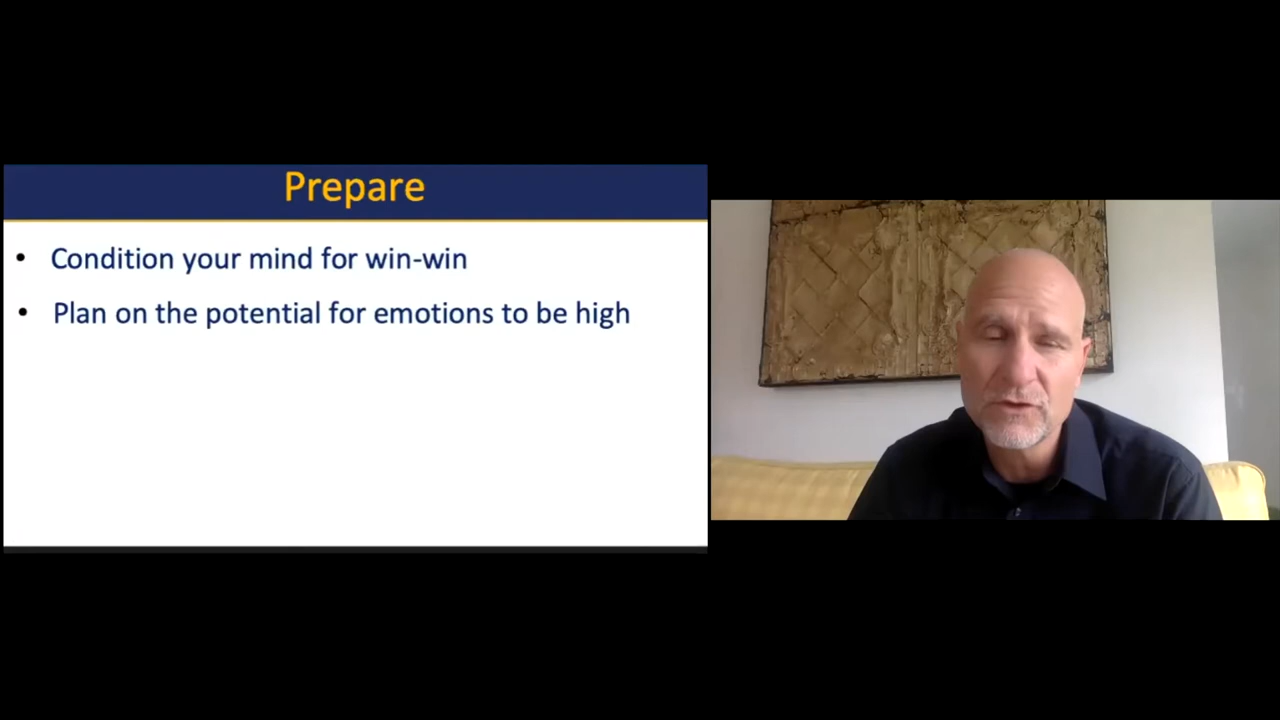 Prepare
• Condition your mind for win-win
• Plan on the potential for emotions to be high